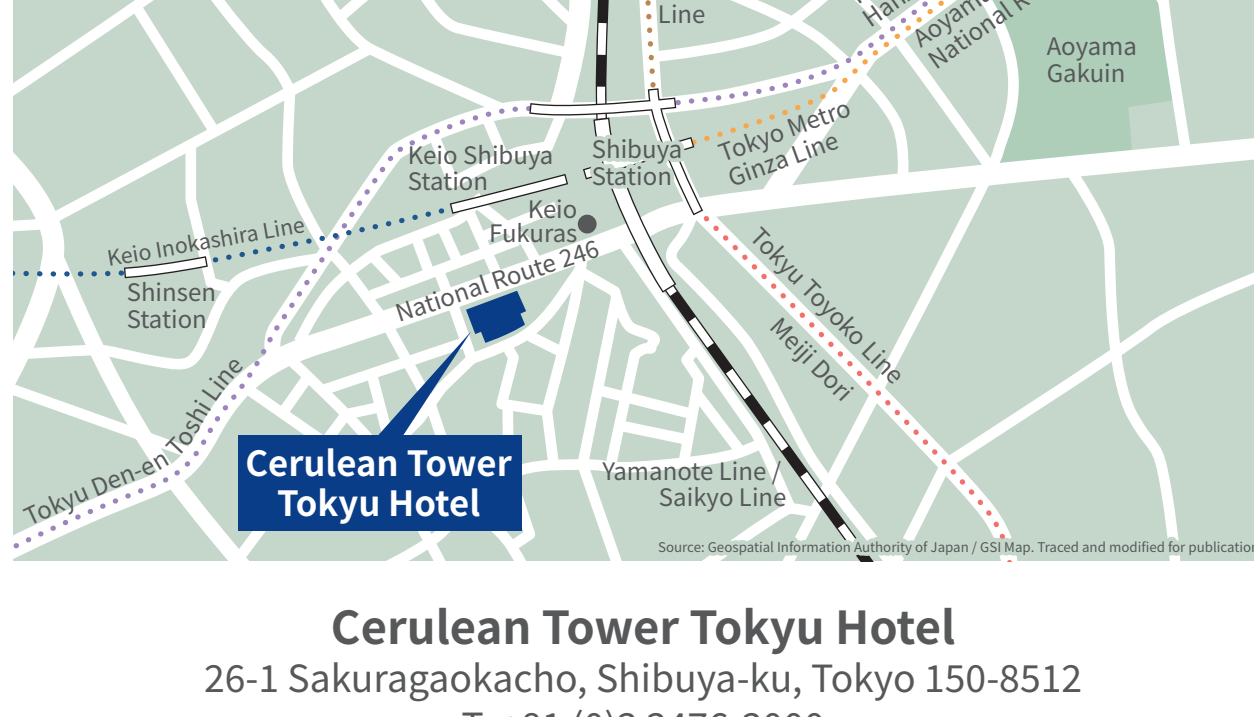 Line
Aoyama
National
Aoyama
Gakuin
Tokyo Metro
Ginza Line
Keio Shibuya
Station
Shibuya
Station
Keio
Fukuras
Keio Inokashira Line
Shinsen
Station
National Route 246
Tokyu Toyoko Line
Meiji Dori
Tokyu Den-en Toshi Line
Cerulean Tower
Tokyu Hotel
Yamanote Line /
Saikyo Line
Source: Geospatial Information Authority of Japan / GSI Map. Traced and modified for publication
Cerulean Tower Tokyu Hotel
26-1 Sakuragaokacho, Shibuya-ku, Tokyo 150-8512